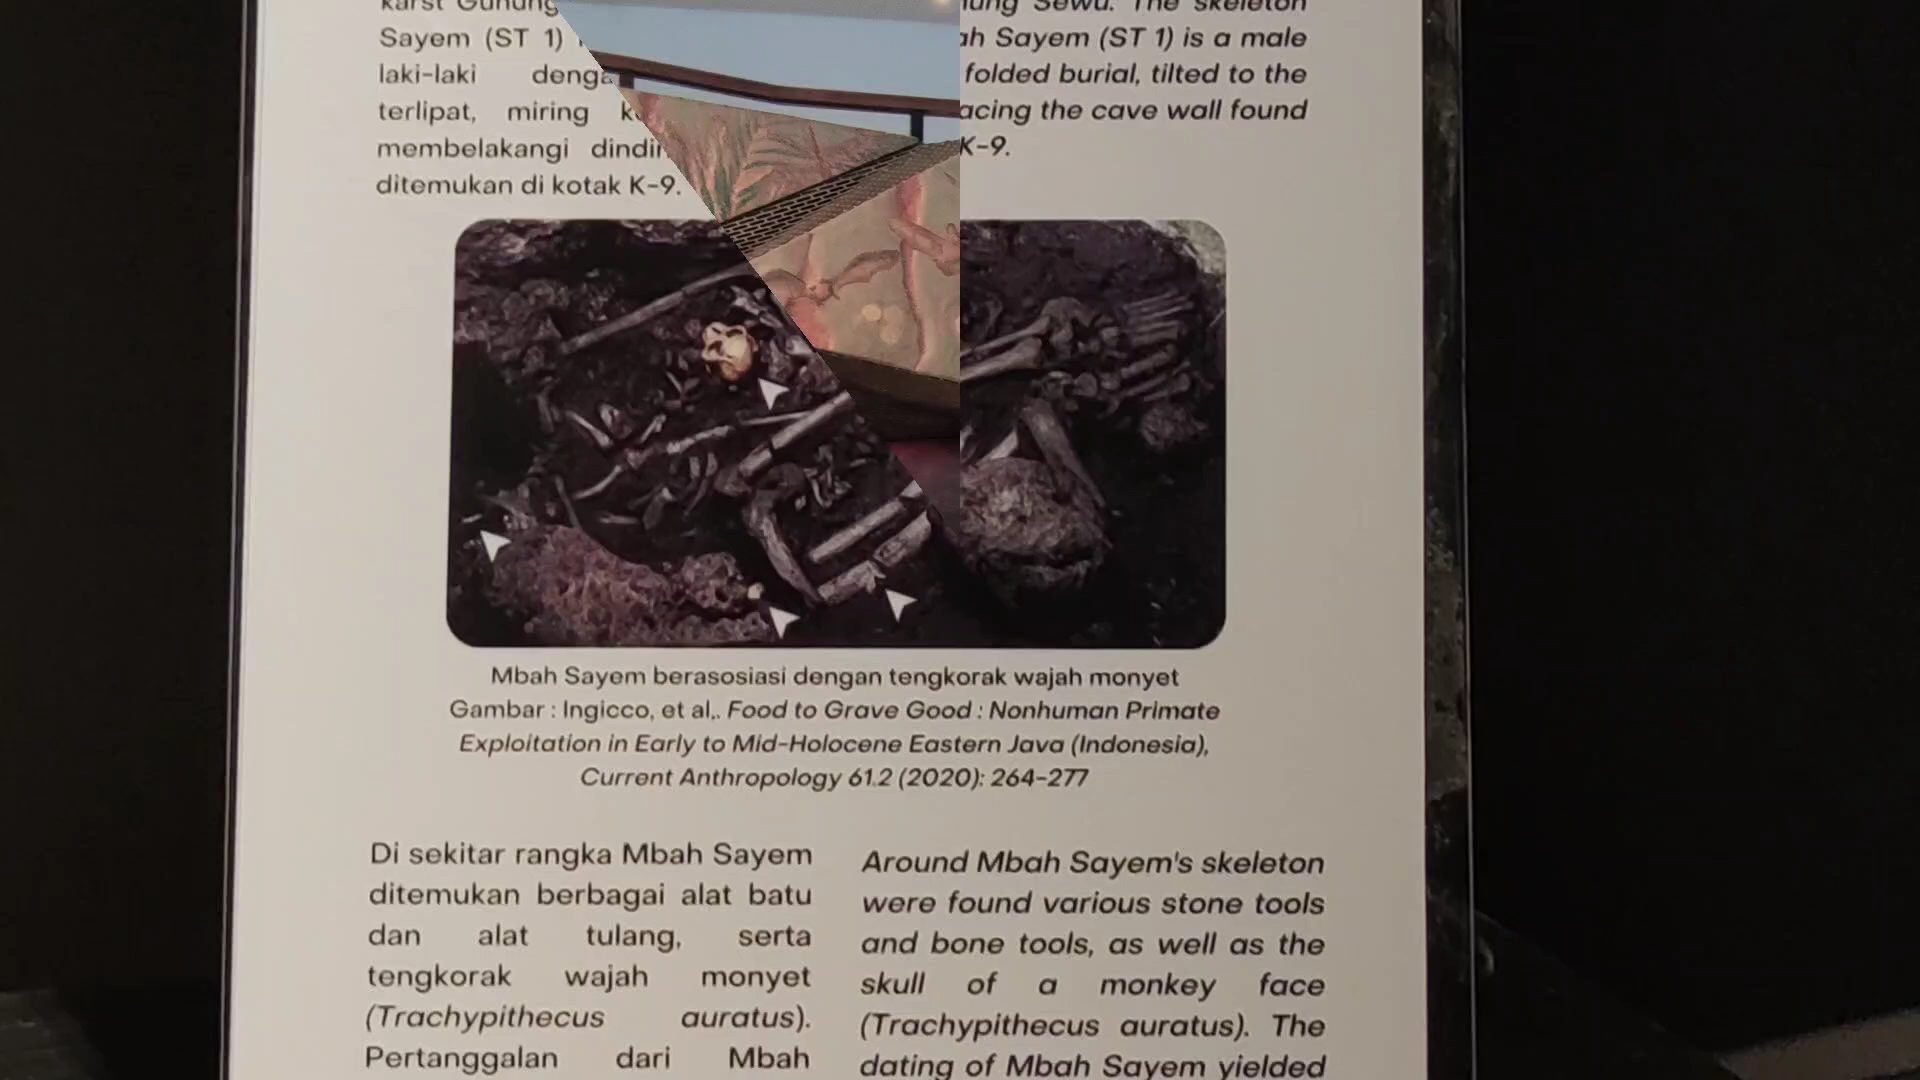 karst Gunung
Sayem (ST 1)
laki-laki
terlipat, miring
membelakangi
ditemukan di kotak K-9.
Sewu. The skeleton
Sayem (ST 1) is a male
folded burial, tilted to the
the cave wall found
K-9.
Mbah Sayem berasosiasi dengan tengkorak wajah monyet
Gambar : Ingicco, et al,. Food to Grave Good : Nonhuman Primate
Exploitation in Early to Mid-Holocene Eastern Java (Indonesia),
Current Anthropology 61.2 (2020): 264-277
Di sekitar rangka Mbah Sayem
ditemukan berbagai alat batu
dan alat tulang, serta
tengkorak wajah monyet
(Trachypithecus auratus).
Pertanggalan dari Mbah
Around Mbah Sayem's skeleton
were found various stone tools
and bone tools, as well as the
skull of a monkey face
(Trachypithecus auratus). The
dating of Mbah Sayem yielded